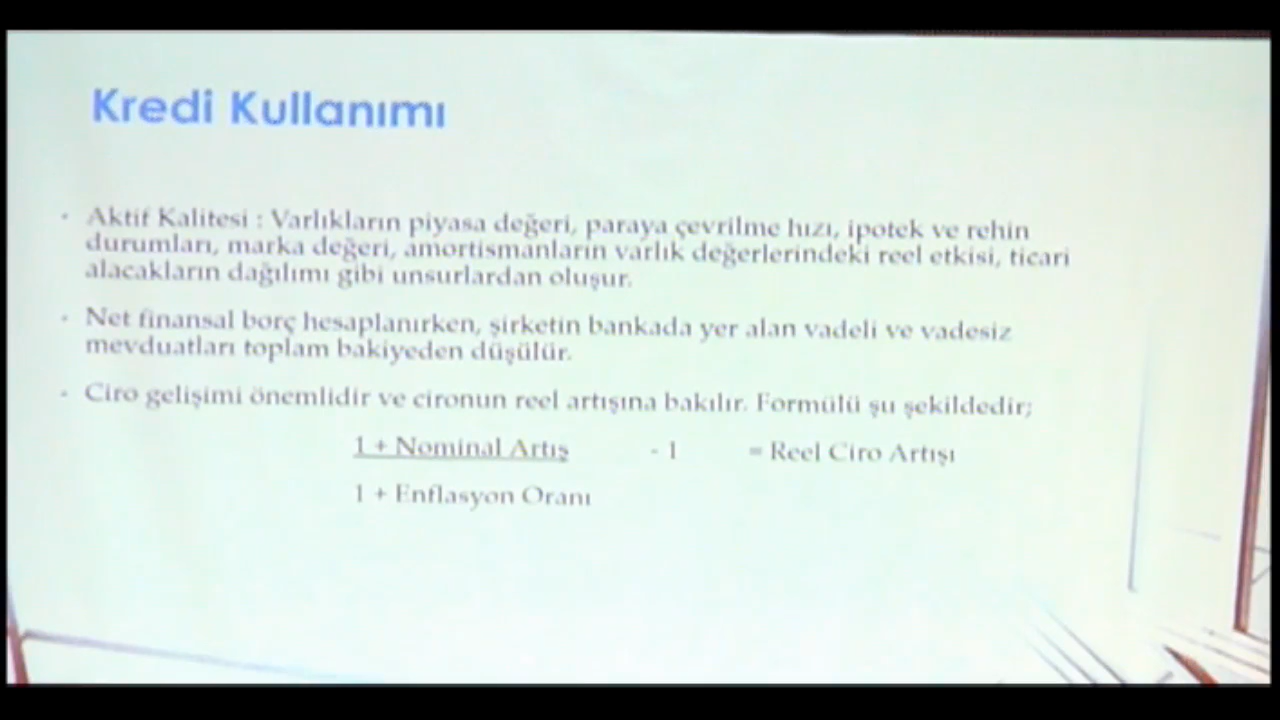 Kredi Kullanımı
• Aktif Kalitesi : Varlıkların piyasa değeri, paraya çevrilme hızı, ipotek ve rehin
durumları, marka değeri, amortismanların varlık değerlerindeki reel etkisi, ticari
alacakların dağılımı gibi unsurlardan oluşur.
• Net finansal borç hesaplanırken, şirketin bankada yer alan vadeli ve vadesiz
mevduatları toplam bakiyeden düşülür.
• Ciro gelişimi önemlidir ve cironun reel artışına bakılır. Formülü şu şekildedir;
1 + Nominal Artış - 1 = Reel Ciro Artışı
1 + Enflasyon Oranı